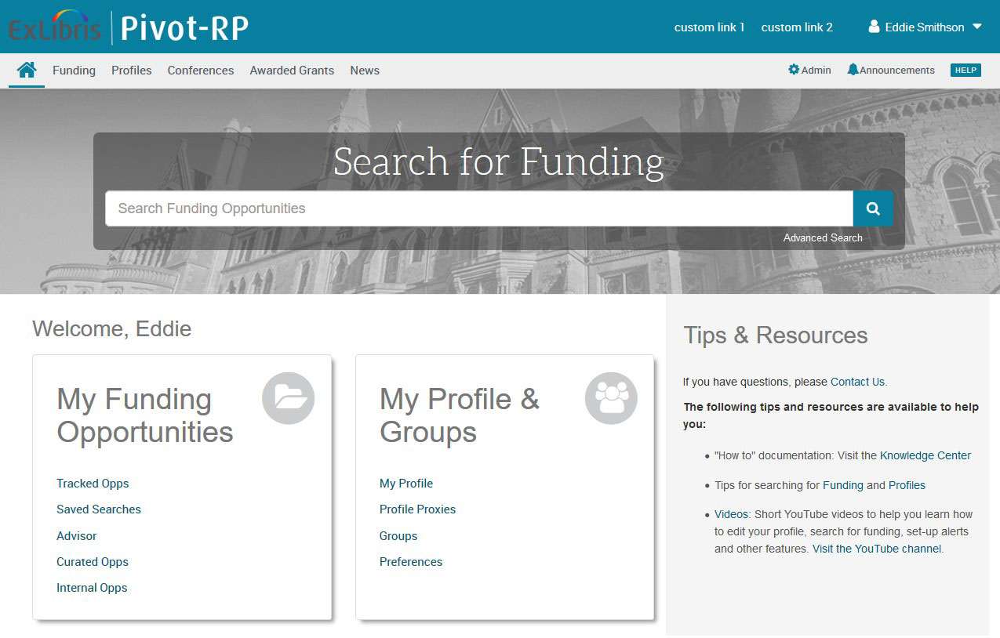 ExLibris Pivot-RP
custom link 1 custom link 2 Eddie Smithson
Funding Profiles Conferences Awarded Grants News Admin Announcements HELP
Search for Funding
Search Funding Opportunities
Advanced Search
Welcome, Eddie
My Funding
Opportunities
Tracked Opps
Saved Searches
Advisor
Curated Opps
Internal Opps
My Profile &
Groups
My Profile
Profile Proxies
Groups
Preferences
Tips & Resources
If you have questions, please Contact Us.
The following tips and resources are available to help
you:
• "How to" documentation: Visit the Knowledge Center
• Tips for searching for Funding and Profiles
• Videos: Short YouTube videos to help you learn how
to edit your profile, search for funding, set-up alerts
and other features. Visit the YouTube channel.